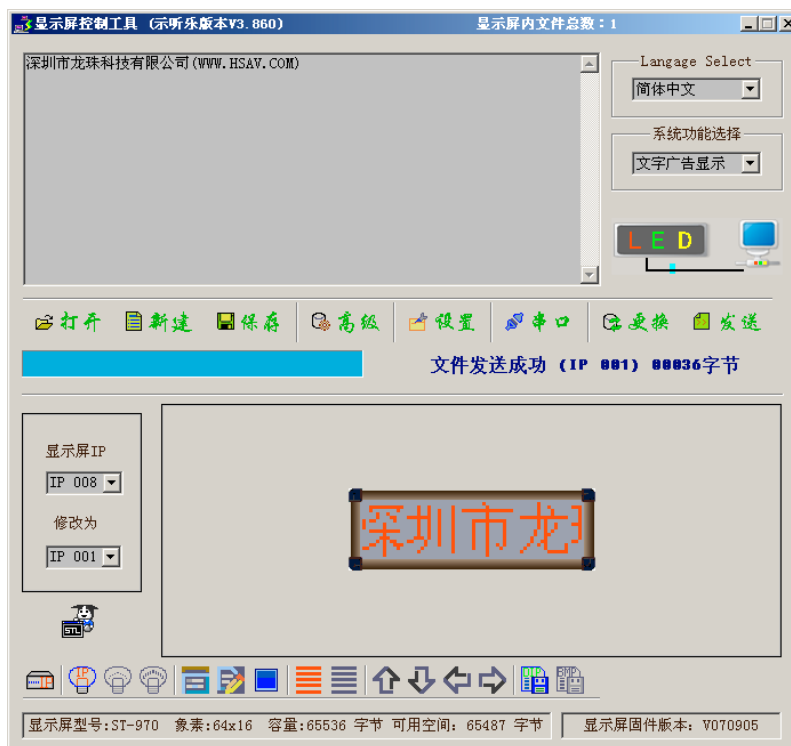 显示屏控制工具 (示听乐版本V3.860) 显示屏内文件总数:1
深圳市龙珠科技有限公司(WWW.HSAV.COM)
Langage Select
简体中文
系统功能选择
文字广告显示
LED
打开 新建 保存 高级 设置 串口 更换 发送
文件发送成功 (IP 001) 00036字节
显示屏IP
IP 008
修改为
IP 001
深圳市龙
STL
IP
BMP
显示屏型号:ST-970 象素:64x16 容量:65536 字节 可用空间: 65487 字节 显示屏固件版本: V070905